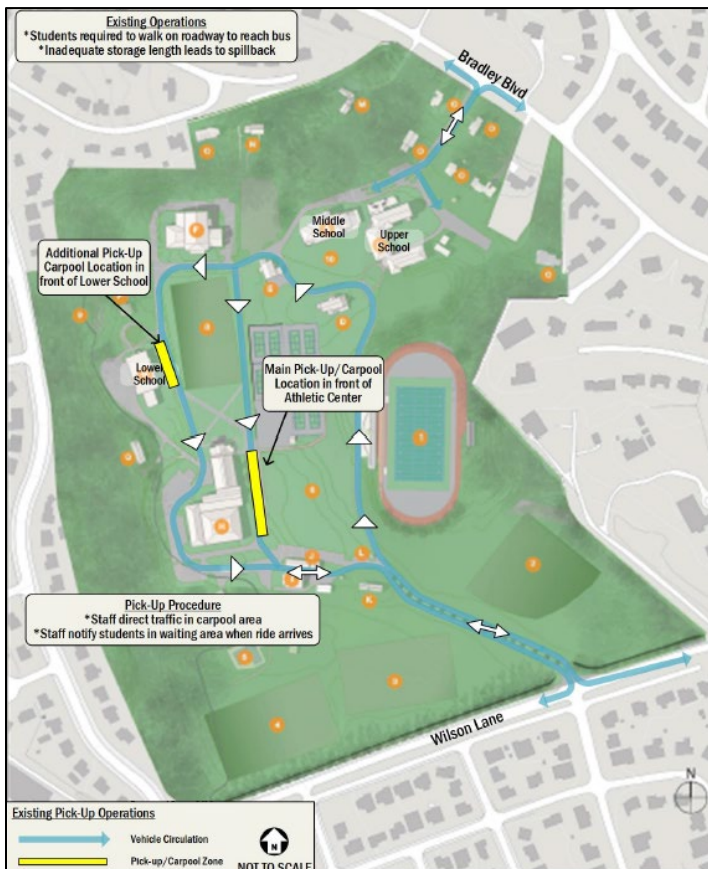 Existing Operations
*Students required to walk on roadway to reach bus
*Inadequate storage length leads to spillback
Bradley Blvd
Middle
School
Upper
School
Additional Pick-Up
Carpool Location in
front of Lower School
Lower
School
Main Pick-Up/Carpool
Location in front of
Athletic Center
Pick-Up Procedure
*Staff direct traffic in carpool area
*Staff notify students in waiting area when ride arrives
Wilson Lane
N
Existing Pick-Up Operations
Vehicle Circulation
Pick-up/Carpool Zone
N
NOT TO SCALE